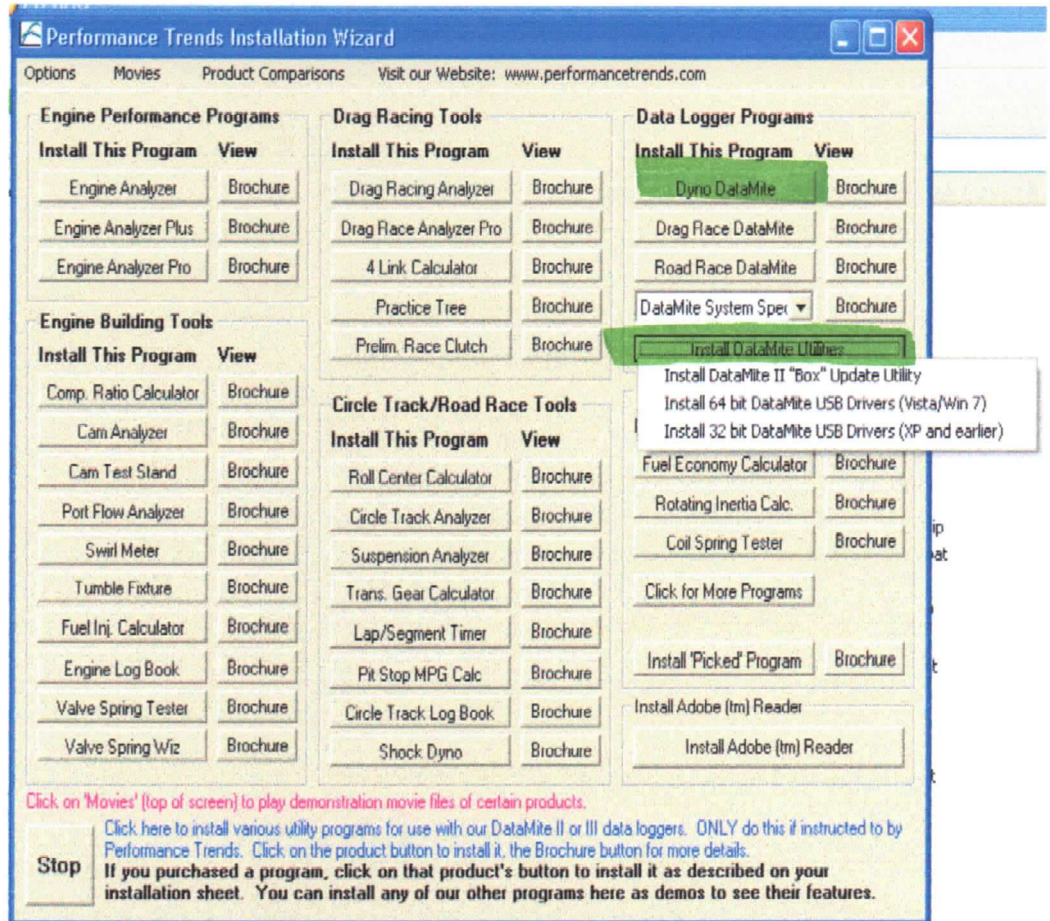 Performance Trends Installation Wizard
Options Movies Product Comparisons Visit our Website: www.performancetrends.com
Engine Performance Programs
Install This Program View
Engine Analyzer Brochure
Engine Analyzer Plus Brochure
Engine Analyzer Pro Brochure
Engine Building Tools
Install This Program View
Comp. Ratio Calculator Brochure
Cam Analyzer Brochure
Cam Test Stand Brochure
Port Flow Analyzer Brochure
Swirl Meter Brochure
Tumble Fixture Brochure
Fuel Inj. Calculator Brochure
Engine Log Book Brochure
Valve Spring Tester Brochure
Valve Spring Wiz Brochure
Drag Racing Tools
Install This Program View
Drag Racing Analyzer Brochure
Drag Race Analyzer Pro Brochure
4 Link Calculator Brochure
Practice Tree Brochure
Prelim. Race Clutch Brochure
Circle Track/Road Race Tools
Install This Program View
Roll Center Calculator Brochure
Circle Track Analyzer Brochure
Suspension Analyzer Brochure
Trans. Gear Calculator Brochure
Lap/Segment Timer Brochure
Pit Stop MPG Calc Brochure
Circle Track Log Book Brochure
Shock Dyno Brochure
Data Logger Programs
Install This Program View
Dyno DataMite Brochure
Drag Race DataMite Brochure
Road Race DataMite Brochure
DataMite System Spec Brochure
Install DataMite Utilities
Install DataMite II "Box" Update Utility
Install 64 bit DataMite USB Drivers (Vista/Win 7)
Install 32 bit DataMite USB Drivers (XP and earlier)
Fuel Economy Calculator Brochure
Rotating Inertia Calc. Brochure
Coil Spring Tester Brochure
Click for More Programs
Install 'Picked' Program Brochure
Install Adobe (tm) Reader
Install Adobe (tm) Reader
Click on 'Movies' (top of screen) to play demonstration movie files of certain products.
Stop
Click here to install various utility programs for use with our DataMite II or III data loggers. ONLY do this if instructed to by
Performance Trends. Click on the product button to install it, the Brochure button for more details.
If you purchased a program, click on that product's button to install it as described on your
installation sheet. You can install any of our other programs here as demos to see their features.